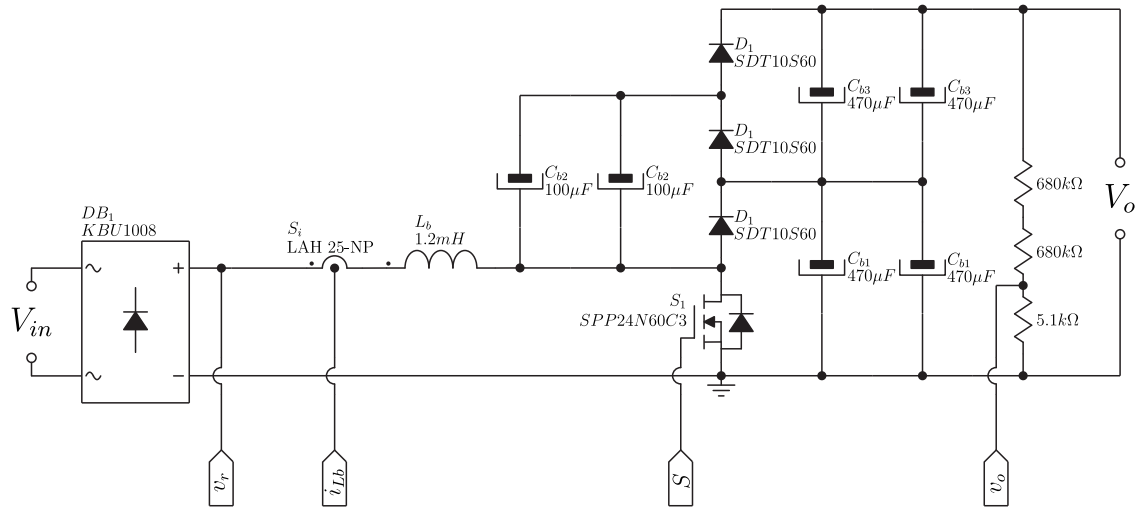 D1
SDT10S60
Cb3
470μF
Cb3
470μF
D1
SDT10S60
Cb2
100μF
Cb2
100μF
680kΩ
Vo
DB1
KBU1008
Si
LAH 25-NP
Lb
1.2mH
D1
SDT10S60
680kΩ
Cb1
470μF
Cb1
470μF
+
S1
SPP24N60C3
Vin
5.1kΩ
−
vr
iLb
S
vo